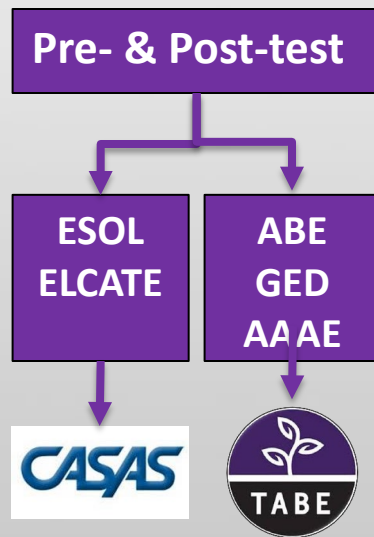 Pre- & Post-test
ESOL
ELCATE
ABE
GED
AAAE
CASAS
TABE